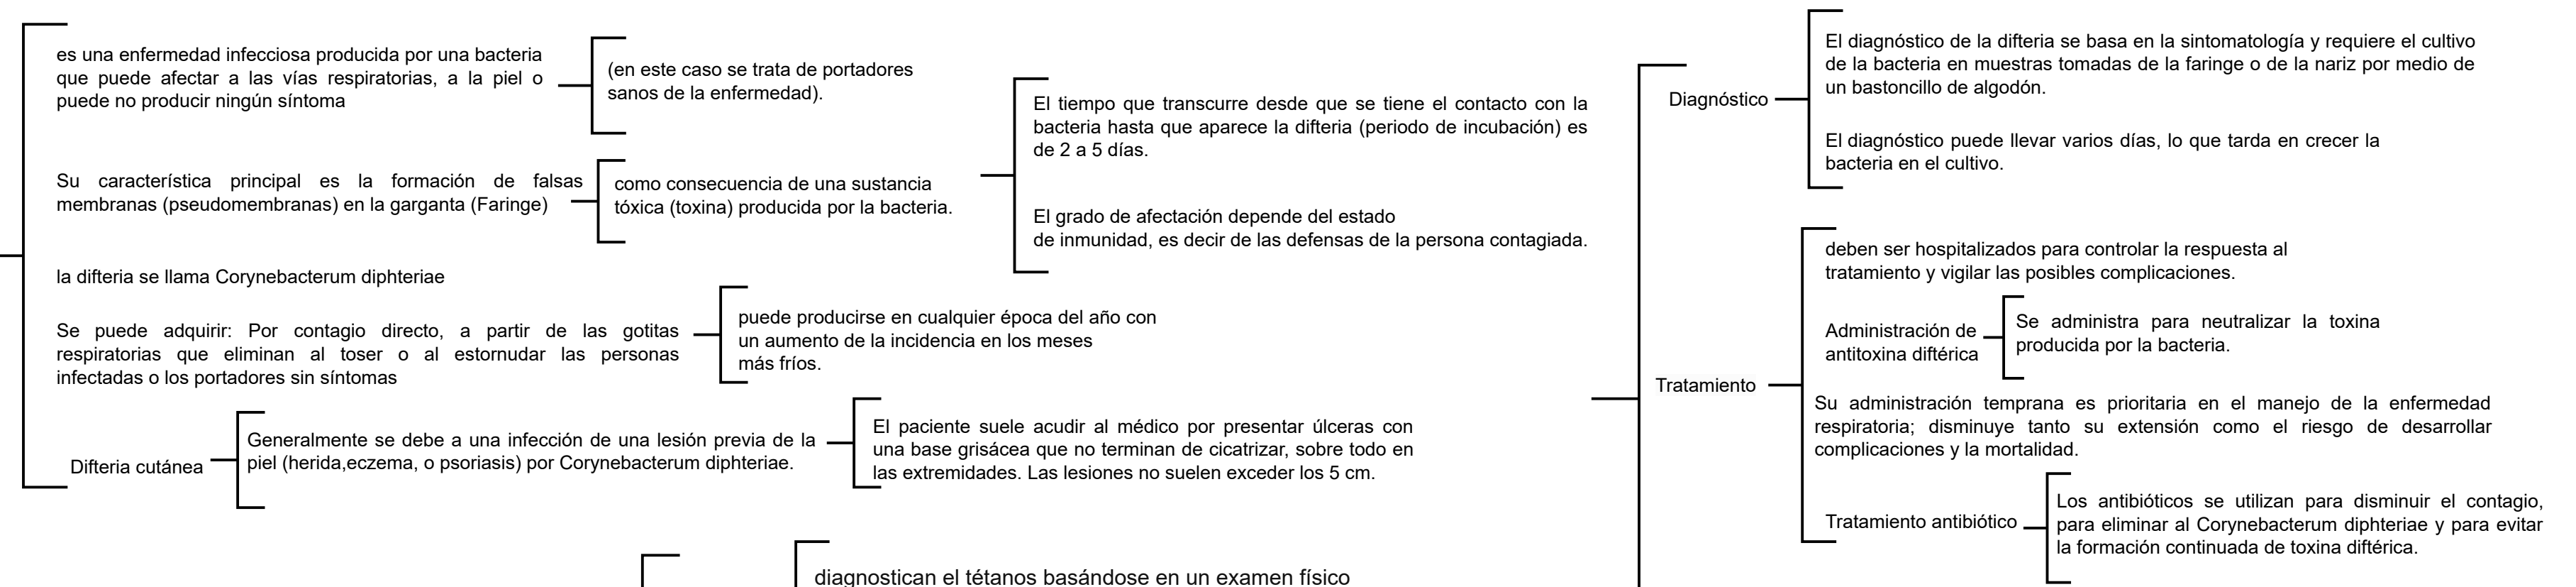 es una enfermedad infecciosa producida por una bacteria
que puede afectar a las vías respiratorias, a la piel o
puede no producir ningún síntoma
(en este caso se trata de portadores
sanos de la enfermedad).
Su característica principal es la formación de falsas
membranas (pseudomembranas) en la garganta (Faringe)
como consecuencia de una sustancia
tóxica (toxina) producida por la bacteria.
El tiempo que transcurre desde que se tiene el contacto con la
bacteria hasta que aparece la difteria (periodo de incubación) es
de 2 a 5 días.
El grado de afectación depende del estado
de inmunidad, es decir de las defensas de la persona contagiada.
la difteria se llama Corynebacterum diphteriae
Se puede adquirir: Por contagio directo, a partir de las gotitas
respiratorias que eliminan al toser o al estornudar las personas
infectadas o los portadores sin síntomas
puede producirse en cualquier época del año con
un aumento de la incidencia en los meses
más fríos.
Difteria cutánea
Generalmente se debe a una infección de una lesión previa de la
piel (herida,eczema, o psoriasis) por Corynebacterum diphteriae.
El paciente suele acudir al médico por presentar úlceras con
una base grisácea que no terminan de cicatrizar, sobre todo en
las extremidades. Las lesiones no suelen exceder los 5 cm.
diagnostican el tétanos basándose en un examen físico
Diagnóstico
El diagnóstico de la difteria se basa en la sintomatología y requiere el cultivo
de la bacteria en muestras tomadas de la faringe o de la nariz por medio de
un bastoncillo de algodón.
El diagnóstico puede llevar varios días, lo que tarda en crecer la
bacteria en el cultivo.
Tratamiento
deben ser hospitalizados para controlar la respuesta al
tratamiento y vigilar las posibles complicaciones.
Administración de
antitoxina diftérica
Se administra para neutralizar la toxina
producida por la bacteria.
Su administración temprana es prioritaria en el manejo de la enfermedad
respiratoria; disminuye tanto su extensión como el riesgo de desarrollar
complicaciones y la mortalidad.
Tratamiento antibiótico
Los antibióticos se utilizan para disminuir el contagio,
para eliminar al Corynebacterum diphteriae y para evitar
la formación continuada de toxina diftérica.